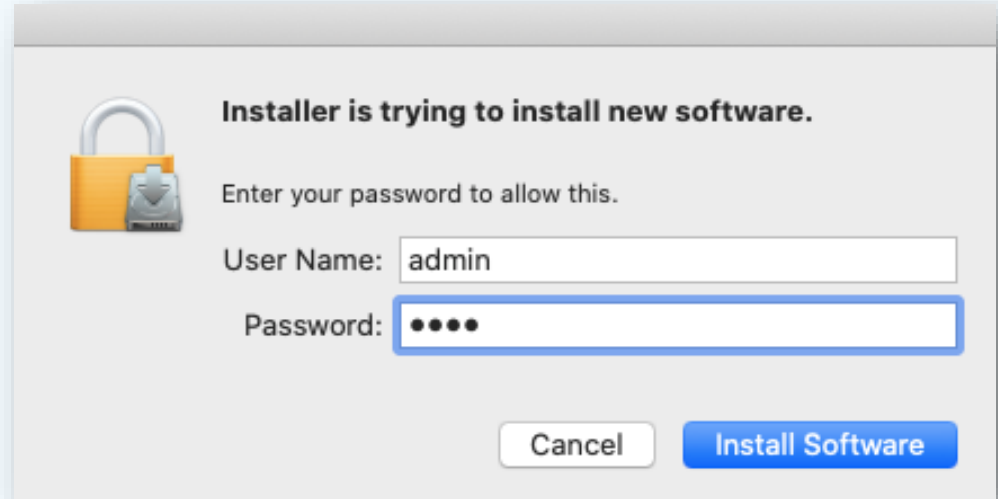 Installer is trying to install new software.
Enter your password to allow this.
User Name: admin
Password: ••••
Cancel Install Software